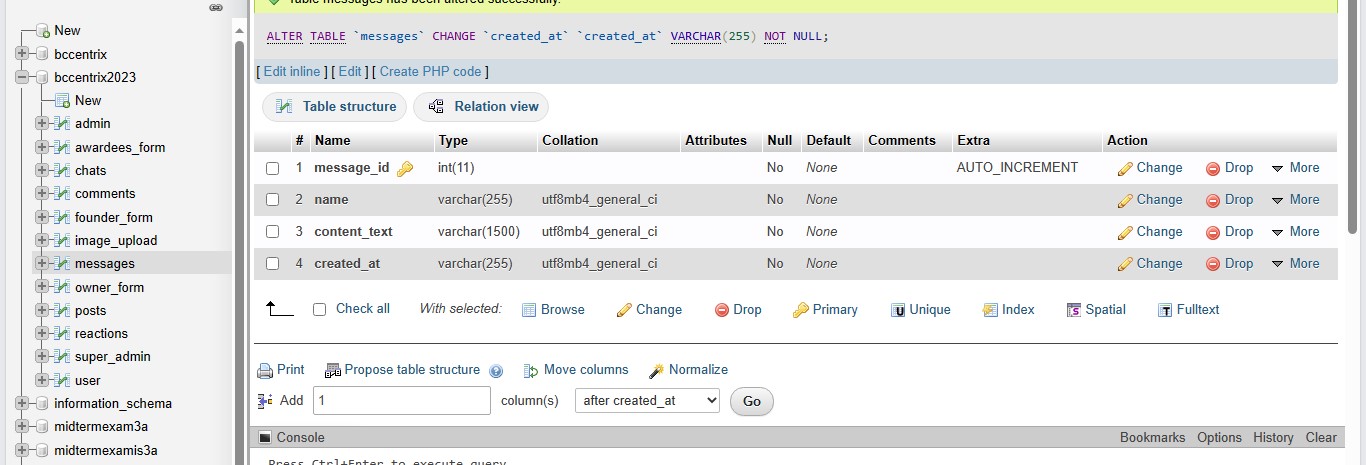 Table messages has been altered successfully.
ALTER TABLE `messages` CHANGE `created_at` `created_at` VARCHAR(255) NOT NULL;
[ Edit inline ] [ Edit ] [ Create PHP code ]
New
bccentrix
bccentrix2023
New
admin
awardees_form
chats
comments
founder_form
image_upload
messages
owner_form
posts
reactions
super_admin
user
information_schema
midtermexam3a
midtermexamis3a
Table structure Relation view
# Name Type Collation Attributes Null Default Comments Extra Action
1 message_id int(11) No None AUTO_INCREMENT Change Drop More
2 name varchar(255) utf8mb4_general_ci No None Change Drop More
3 content_text varchar(1500) utf8mb4_general_ci No None Change Drop More
4 created_at varchar(255) utf8mb4_general_ci No None Change Drop More
Check all With selected: Browse Change Drop Primary Unique Index Spatial Fulltext
Print Propose table structure Move columns Normalize
Add 1 column(s) after created_at Go
Console Bookmarks Options History Clear
Press Ctrl+Enter to execute query